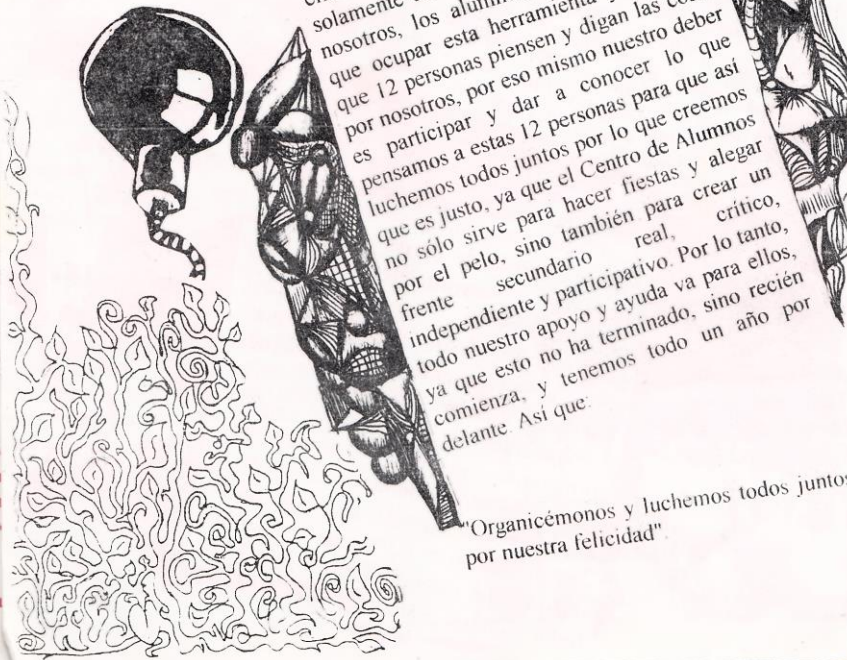 solamente
nosotros, los
que ocupar esta herramienta
que 12 personas piensen y digan las
por nosotros, por eso mismo nuestro deber
es participar y dar a conocer lo que
pensamos a estas 12 personas para que así
luchemos todos juntos por lo que creemos
que es justo, ya que el Centro de Alumnos
no sólo sirve para hacer fiestas y alegar
por el pelo, sino también para crear un
frente secundario real, crítico,
independiente y participativo. Por lo tanto,
todo nuestro apoyo y ayuda va para ellos,
ya que esto no ha terminado, sino recién
comienza, y tenemos todo un año por
delante. Así que:
"Organicémonos y luchemos todos juntos
por nuestra felicidad".